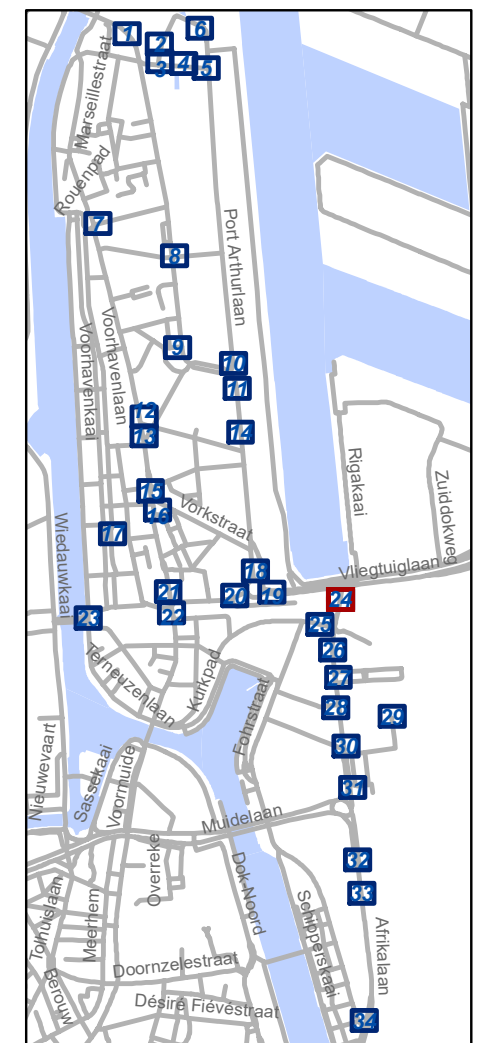 1
6
2
3
4
5
Marseillestraat
Rouenpad
7
Port Arthurlaan
8
Voorhavenlaan
Voorhavenkaai
9
10
11
12
13
14
Rigakaai
Zuiddokweg
15
16
Vorkstraat
17
Wiedauwkaai
18
Vliegtuiglaan
19
20
21
22
23
24
25
26
Terneuzenlaan
Kurkpad
27
28
29
Fohrstraat
30
31
Nieuwevaart
Sassekaai
Voormuide
Muidelaan
32
33
Overreke
Dok-Noord
Tolhuislaan
Meerhem
Schipperskaai
Afrikalaan
Doornzelestraat
Berouw
Désiré Fiévéstraat
34